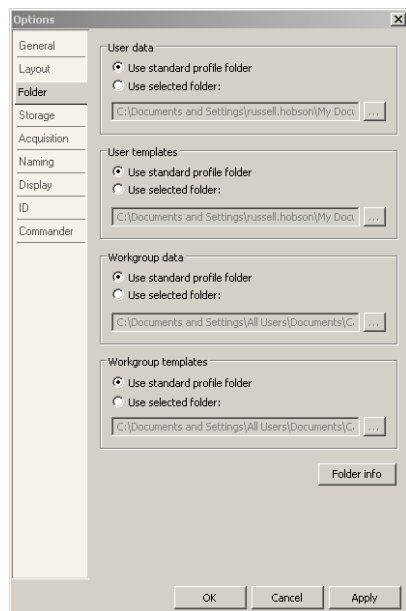 Options
General
Layout
Folder
Storage
Acquisition
Naming
Display
ID
Commander
User data
Use standard profile folder
Use selected folder:
C:\Documents and Settings\russell.hobson\My Docu
...
User templates
Use standard profile folder
Use selected folder:
C:\Documents and Settings\russell.hobson\My Docu
...
Workgroup data
Use standard profile folder
Use selected folder:
C:\Documents and Settings\All Users\Documents\C
...
Workgroup templates
Use standard profile folder
Use selected folder:
C:\Documents and Settings\All Users\Documents\C
...
Folder info
OK Cancel Apply